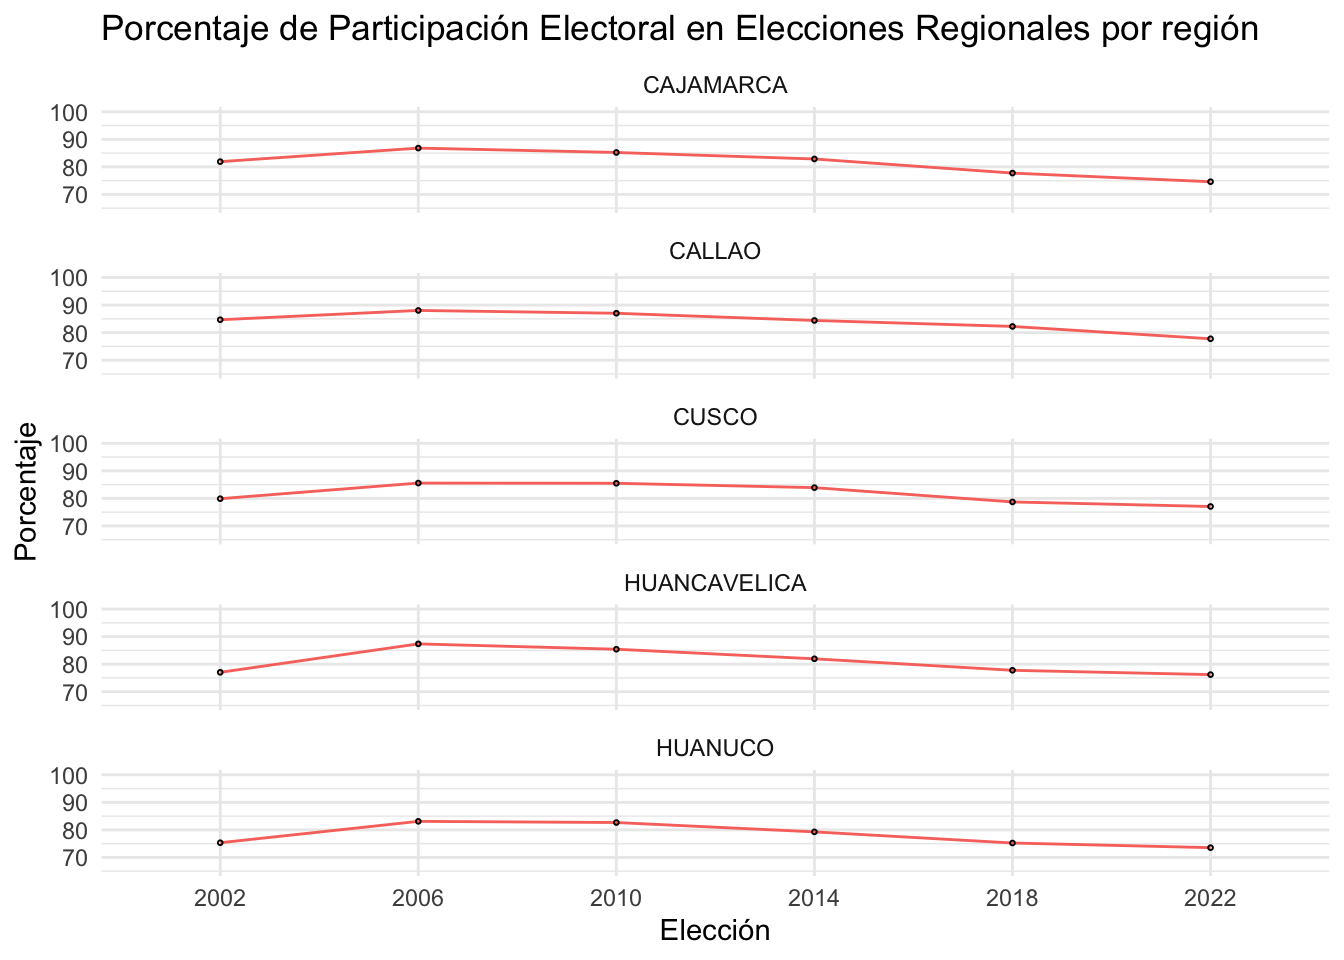 Porcentaje de Participación Electoral en Elecciones Regionales por región
CAJAMARCA
100
90
80
70
CALLAO
100
90
80
70
CUSCO
100
90
80
70
HUANCAVELICA
100
90
80
70
HUANUCO
100
90
80
70
Porcentaje
2002 2006 2010 2014 2018 2022
Elección